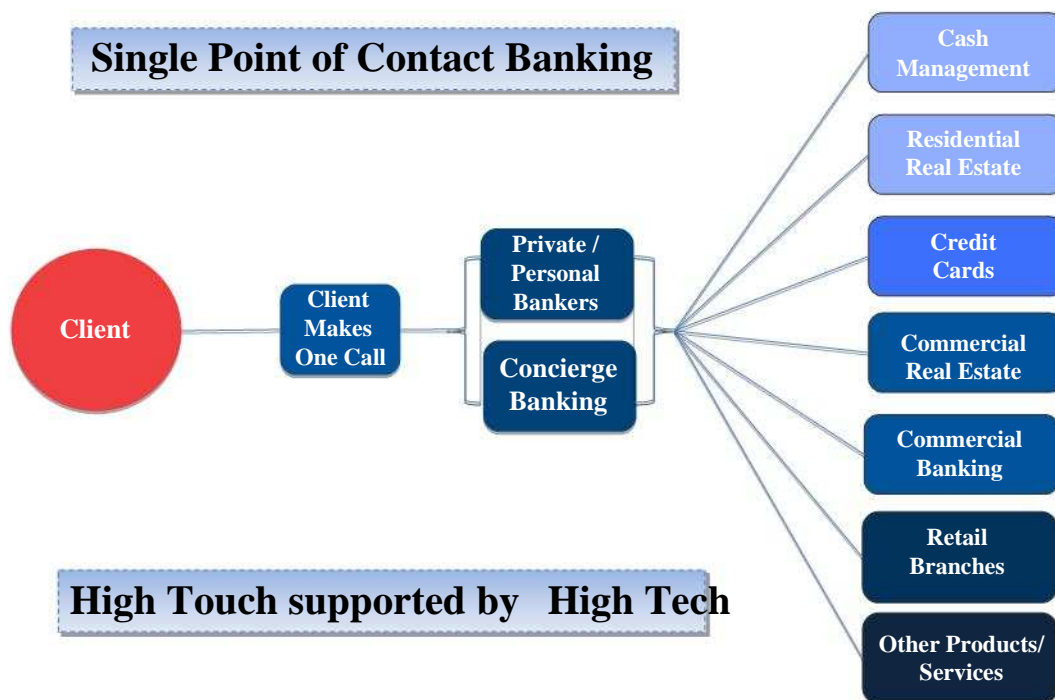 Single Point of Contact Banking
Client
Client
Makes
One Call
Private /
Personal
Bankers
Concierge
Banking
Cash
Management
Residential
Real Estate
Credit
Cards
Commercial
Real Estate
Commercial
Banking
Retail
Branches
Other Products/
Services
High Touch supported by High Tech